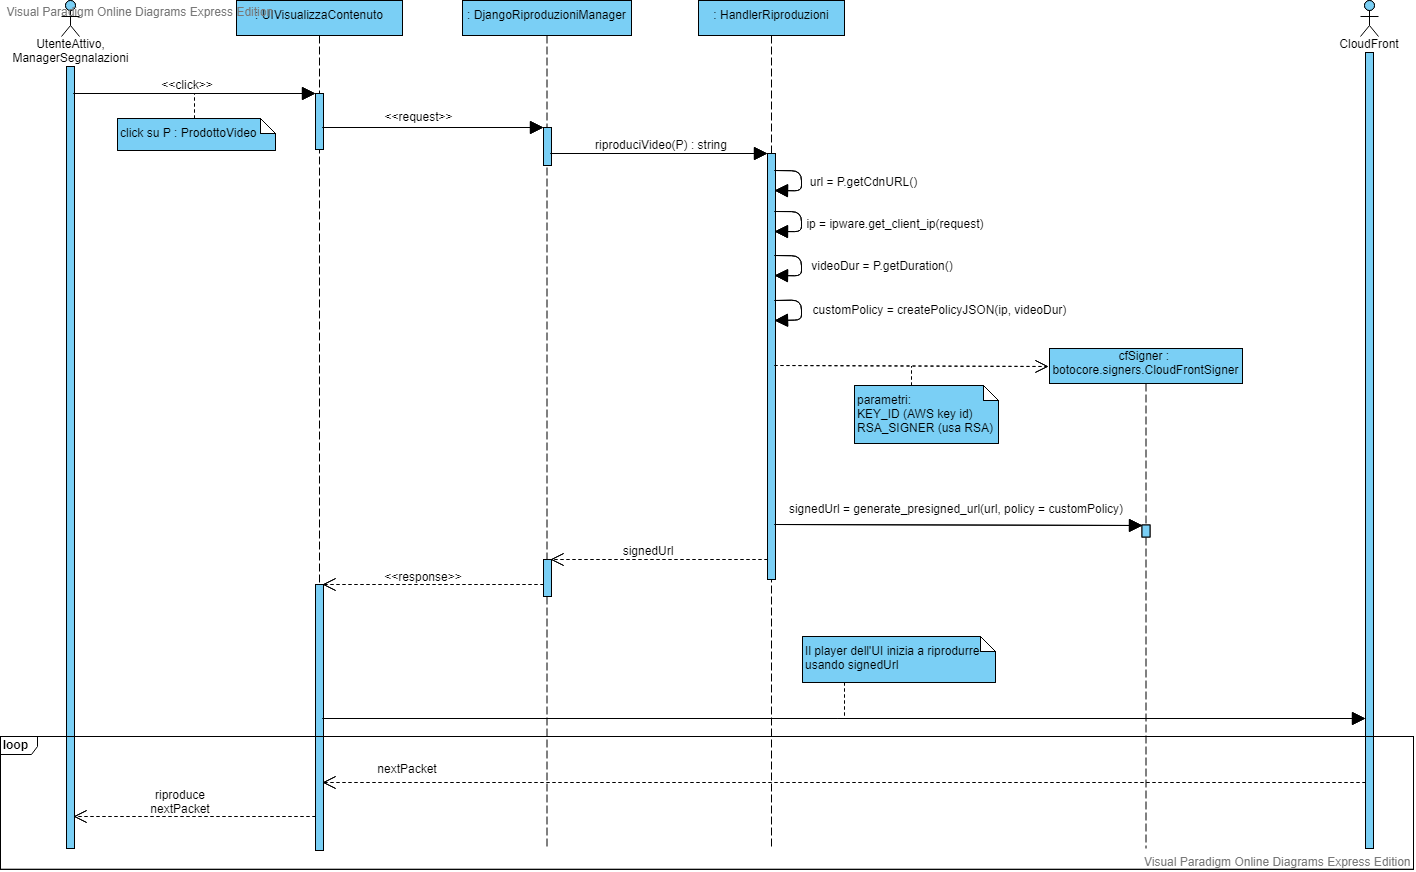 Visual Paradigm Online Diagrams Express Edition
: UIVisualizzaContenuto
: DjangoRiproduzioniManager
: HandlerRiproduzioni
UtenteAttivo,
ManagerSegnalazioni
CloudFront
<<click>>
click su P : ProdottoVideo
<<request>>
riproduciVideo(P) : string
url = P.getCdnURL()
ip = ipware.get_client_ip(request)
videoDur = P.getDuration()
customPolicy = createPolicyJSON(ip, videoDur)
cfSigner :
botocore.signers.CloudFrontSigner
parametri:
KEY_ID (AWS key id)
RSA_SIGNER (usa RSA)
signedUrl = generate_presigned_url(url, policy = customPolicy)
signedUrl
<<response>>
Il player dell'UI inizia a riprodurre
usando signedUrl
loop
nextPacket
riproduce
nextPacket
Visual Paradigm Online Diagrams Express Edition